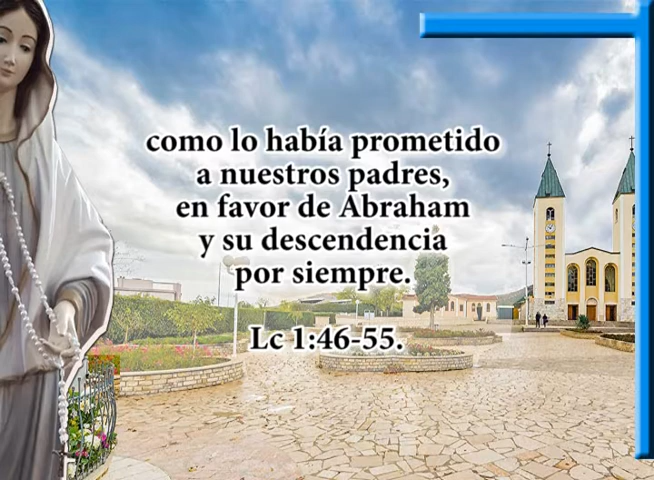 como lo había prometido
a nuestros padres,
en favor de Abraham
y su descendencia
por siempre.
Lc 1:46-55.